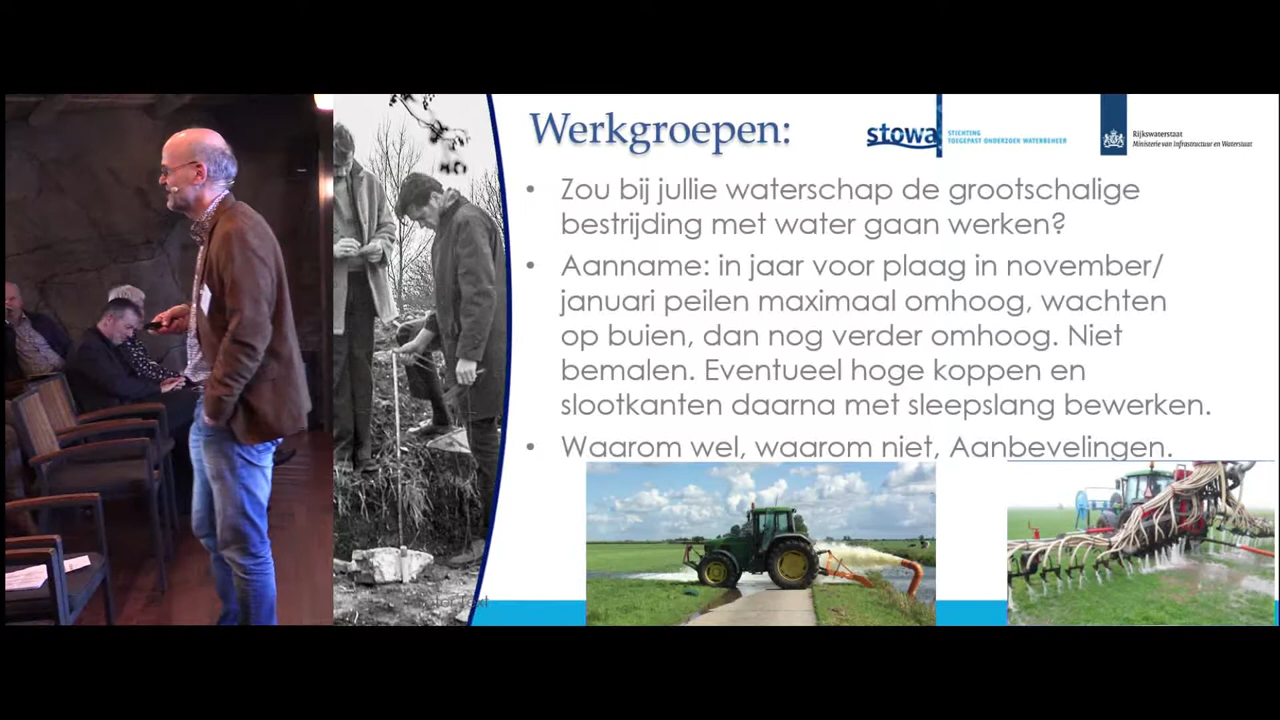 Werkgroepen:
stowa
STICHTING
TOEGEPAST ONDERZOEK WATERBEHEER
Rijkswaterstaat
Ministerie van Infrastructuur en Waterstaat
• Zou bij jullie waterschap de grootschalige
bestrijding met water gaan werken?
• Aanname: in jaar voor plaag in november/
januari peilen maximaal omhoog, wachten
op buien, dan nog verder omhoog. Niet
bemalen. Eventueel hoge koppen en
slootkanten daarna met sleepslang bewerken.
• Waarom wel, waarom niet, Aanbevelingen.